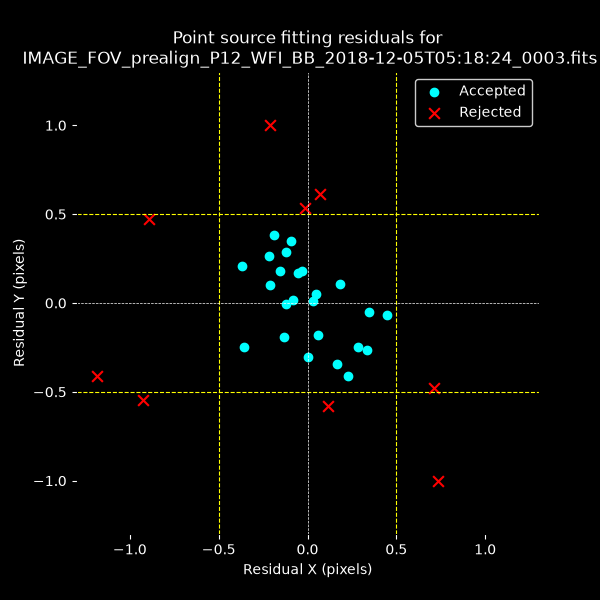 Point source fitting residuals for
IMAGE_FOV_prealign_P12_WFI_BB_2018-12-05T05:18:24_0003.fits
Accepted
Rejected
1.0
0.5
0.0
−0.5
−1.0
Residual Y (pixels)
−1.0
−0.5
0.0
0.5
1.0
Residual X (pixels)